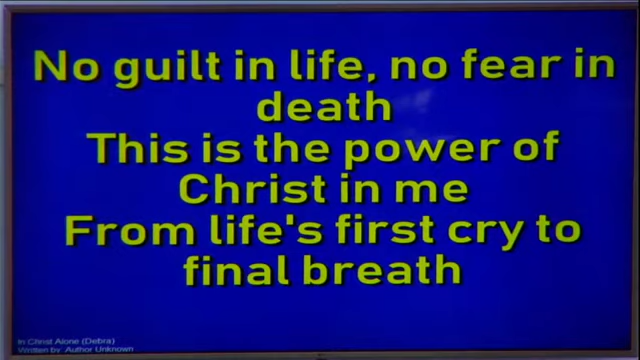 No guilt in life, no fear in
death
This is the power of
Christ in me
From life's first cry to
final breath
In Christ Alone (Debra)
Written by: Author Unknown